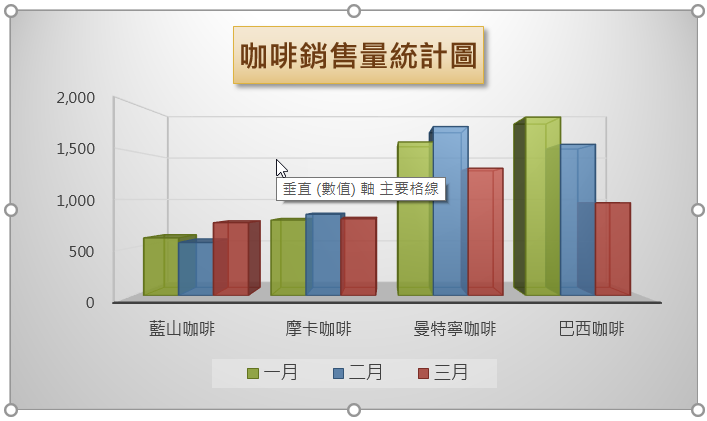 咖啡銷售量統計圖
2,000
1,500
1,000
500
0
垂直 (數值) 軸 主要格線
藍山咖啡 摩卡咖啡 曼特寧咖啡 巴西咖啡
一月 二月 三月